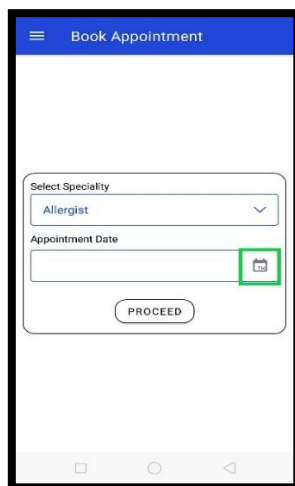 Book Appointment
Select Speciality
Allergist
Appointment Date
PROCEED